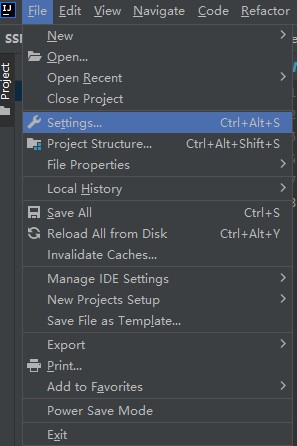 IJ File Edit View Navigate Code Refactor
SS
Project
New
Open...
Open Recent
Close Project
Settings... Ctrl+Alt+S
Project Structure... Ctrl+Alt+Shift+S
File Properties
Local History
Save All Ctrl+S
Reload All from Disk Ctrl+Alt+Y
Invalidate Caches...
Manage IDE Settings
New Projects Setup
Save File as Template...
Export
Print...
Add to Favorites
Power Save Mode
Exit